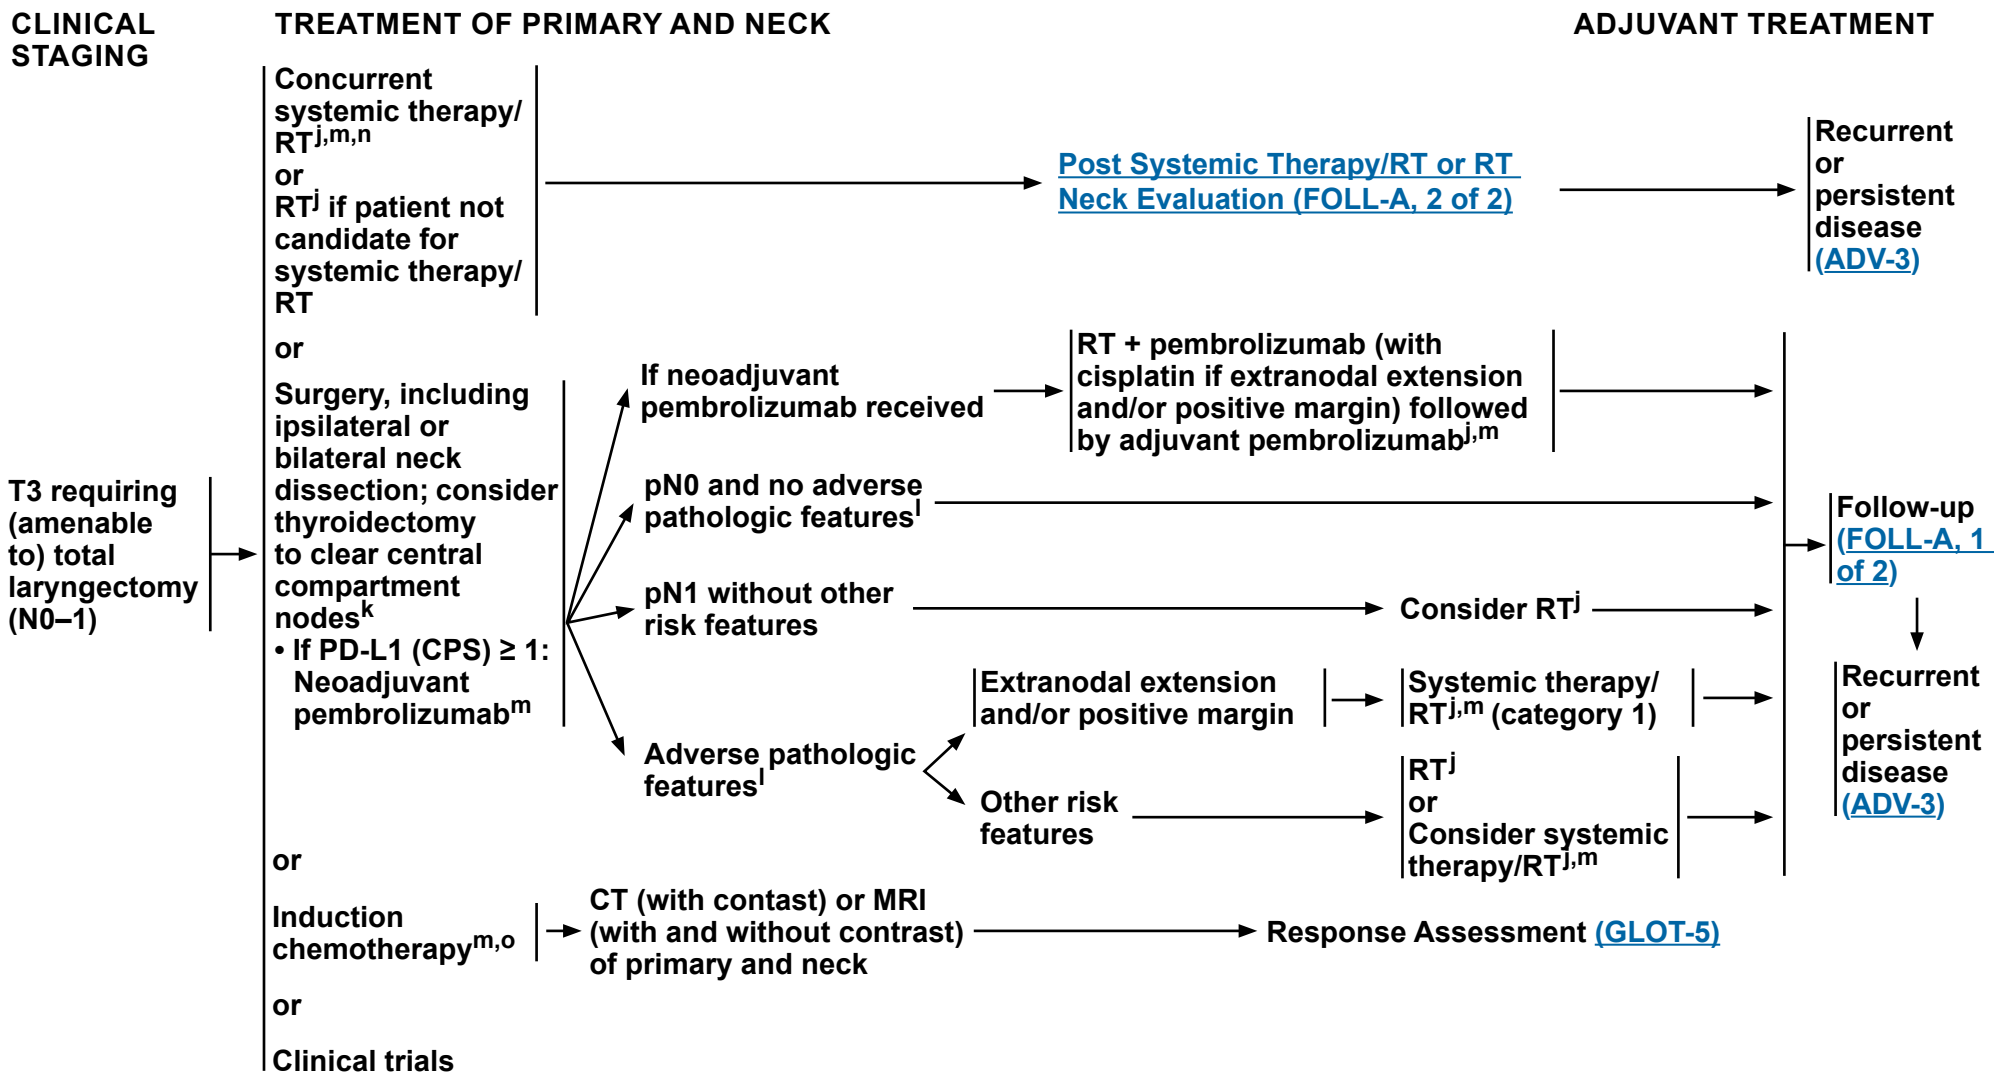 CLINICAL
STAGING
TREATMENT OF PRIMARY AND NECK
ADJUVANT TREATMENT
T3 requiring
(amenable
to) total
laryngectomy
(N0–1)
Concurrent
systemic therapy/
RTj,m,n
or
RTj if patient not
candidate for
systemic therapy/
RT
Post Systemic Therapy/RT or RT
Neck Evaluation (FOLL-A, 2 of 2)
Recurrent
or
persistent
disease
(ADV-3)
or
Surgery, including
ipsilateral or
bilateral neck
dissection; consider
thyroidectomy
to clear central
compartment
nodesk
• If PD-L1 (CPS) ≥ 1:
Neoadjuvant
pembrolizumabm
If neoadjuvant
pembrolizumab received
RT + pembrolizumab (with
cisplatin if extranodal extension
and/or positive margin) followed
by adjuvant pembrolizumabj,m
pN0 and no adverse
pathologic featuresl
pN1 without other
risk features
Consider RTj
Adverse pathologic
featuresl
Extranodal extension
and/or positive margin
Systemic therapy/
RTj,m (category 1)
Other risk
features
RTj
or
Consider systemic
therapy/RTj,m
Follow-up
(FOLL-A, 1
of 2)
Recurrent
or
persistent
disease
(ADV-3)
or
Induction
chemotherapym,o
CT (with contast) or MRI
(with and without contrast)
of primary and neck
Response Assessment (GLOT-5)
or
Clinical trials